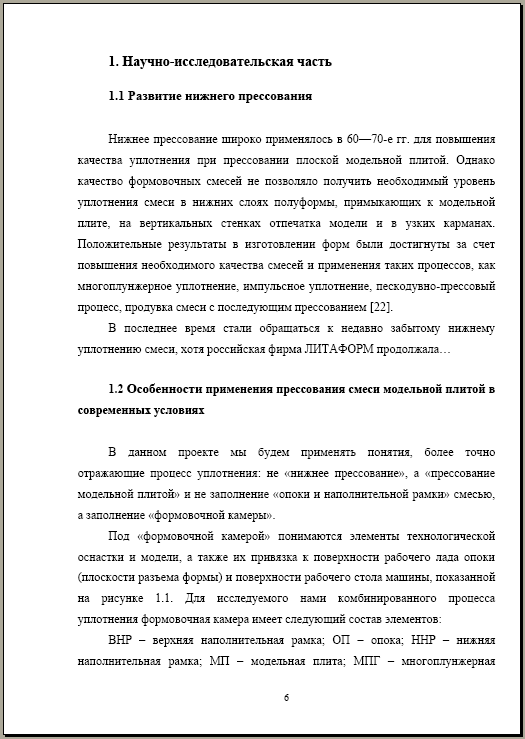 1. Научно-исследовательская часть
1.1 Развитие нижнего прессования
Нижнее прессование широко применялось в 60—70-е гг. для повышения
качества уплотнения при прессовании плоской модельной плитой. Однако
качество формовочных смесей не позволяло получить необходимый уровень
уплотнения смеси в нижних слоях полуформы, примыкающих к модельной
плите, на вертикальных стенках отпечатка модели и в узких карманах.
Положительные результаты в изготовлении форм были достигнуты за счет
повышения необходимого качества смесей и применения таких процессов, как
многоплунжерное уплотнение, импульсное уплотнение, пескодувно-прессовый
процесс, продувка смеси с последующим прессованием [22].
В последнее время стали обращаться к недавно забытому нижнему
уплотнению смеси, хотя российская фирма ЛИТАФОРМ продолжала…
1.2 Особенности применения прессования смеси модельной плитой в
современных условиях
В данном проекте мы будем применять понятия, более точно
отражающие процесс уплотнения: не «нижнее прессование», а «прессование
модельной плитой» и не заполнение «опоки и наполнительной рамки» смесью,
а заполнение «формовочной камеры».
Под «формовочной камерой» понимаются элементы технологической
оснастки и модели, а также их привязка к поверхности рабочего лада опоки
(плоскости разъема формы) и поверхности рабочего стола машины, показанной
на рисунке 1.1. Для исследуемого нами комбинированного процесса
уплотнения формовочная камера имеет следующий состав элементов:
ВНР – верхняя наполнительная рамка; ОП – опока; ННР – нижняя
наполнительная рамка; МП – модельная плита; МПГ – многоплунжерная
6